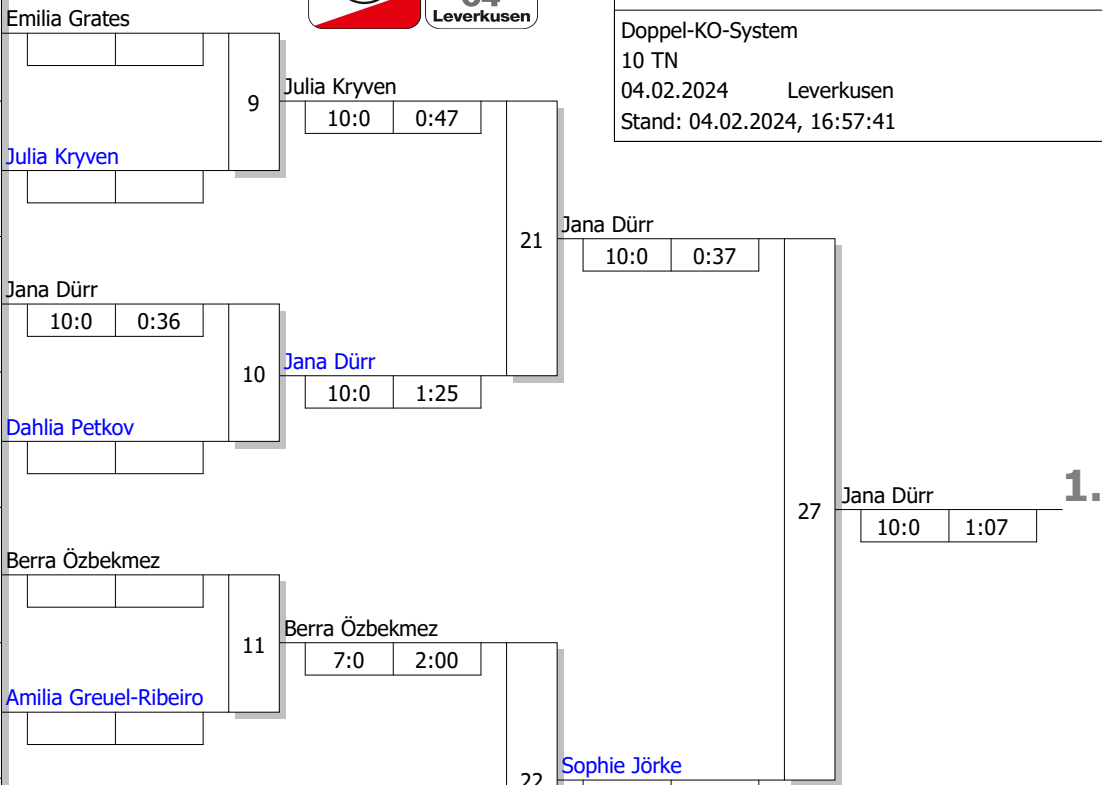 Emilia Grates
Leverkusen
Doppel-KO-System
10 TN
04.02.2024 Leverkusen
Stand: 04.02.2024, 16:57:41
9
Julia Kryven
10:0 0:47
Julia Kryven
21
Jana Dürr
10:0 0:37
Jana Dürr
10:0 0:36
10
Jana Dürr
10:0 1:25
Dahlia Petkov
27
Jana Dürr
1.
10:0 1:07
Berra Özbekmez
11
Berra Özbekmez
7:0 2:00
Amilia Greuel-Ribeiro
22
Sophie Jörke